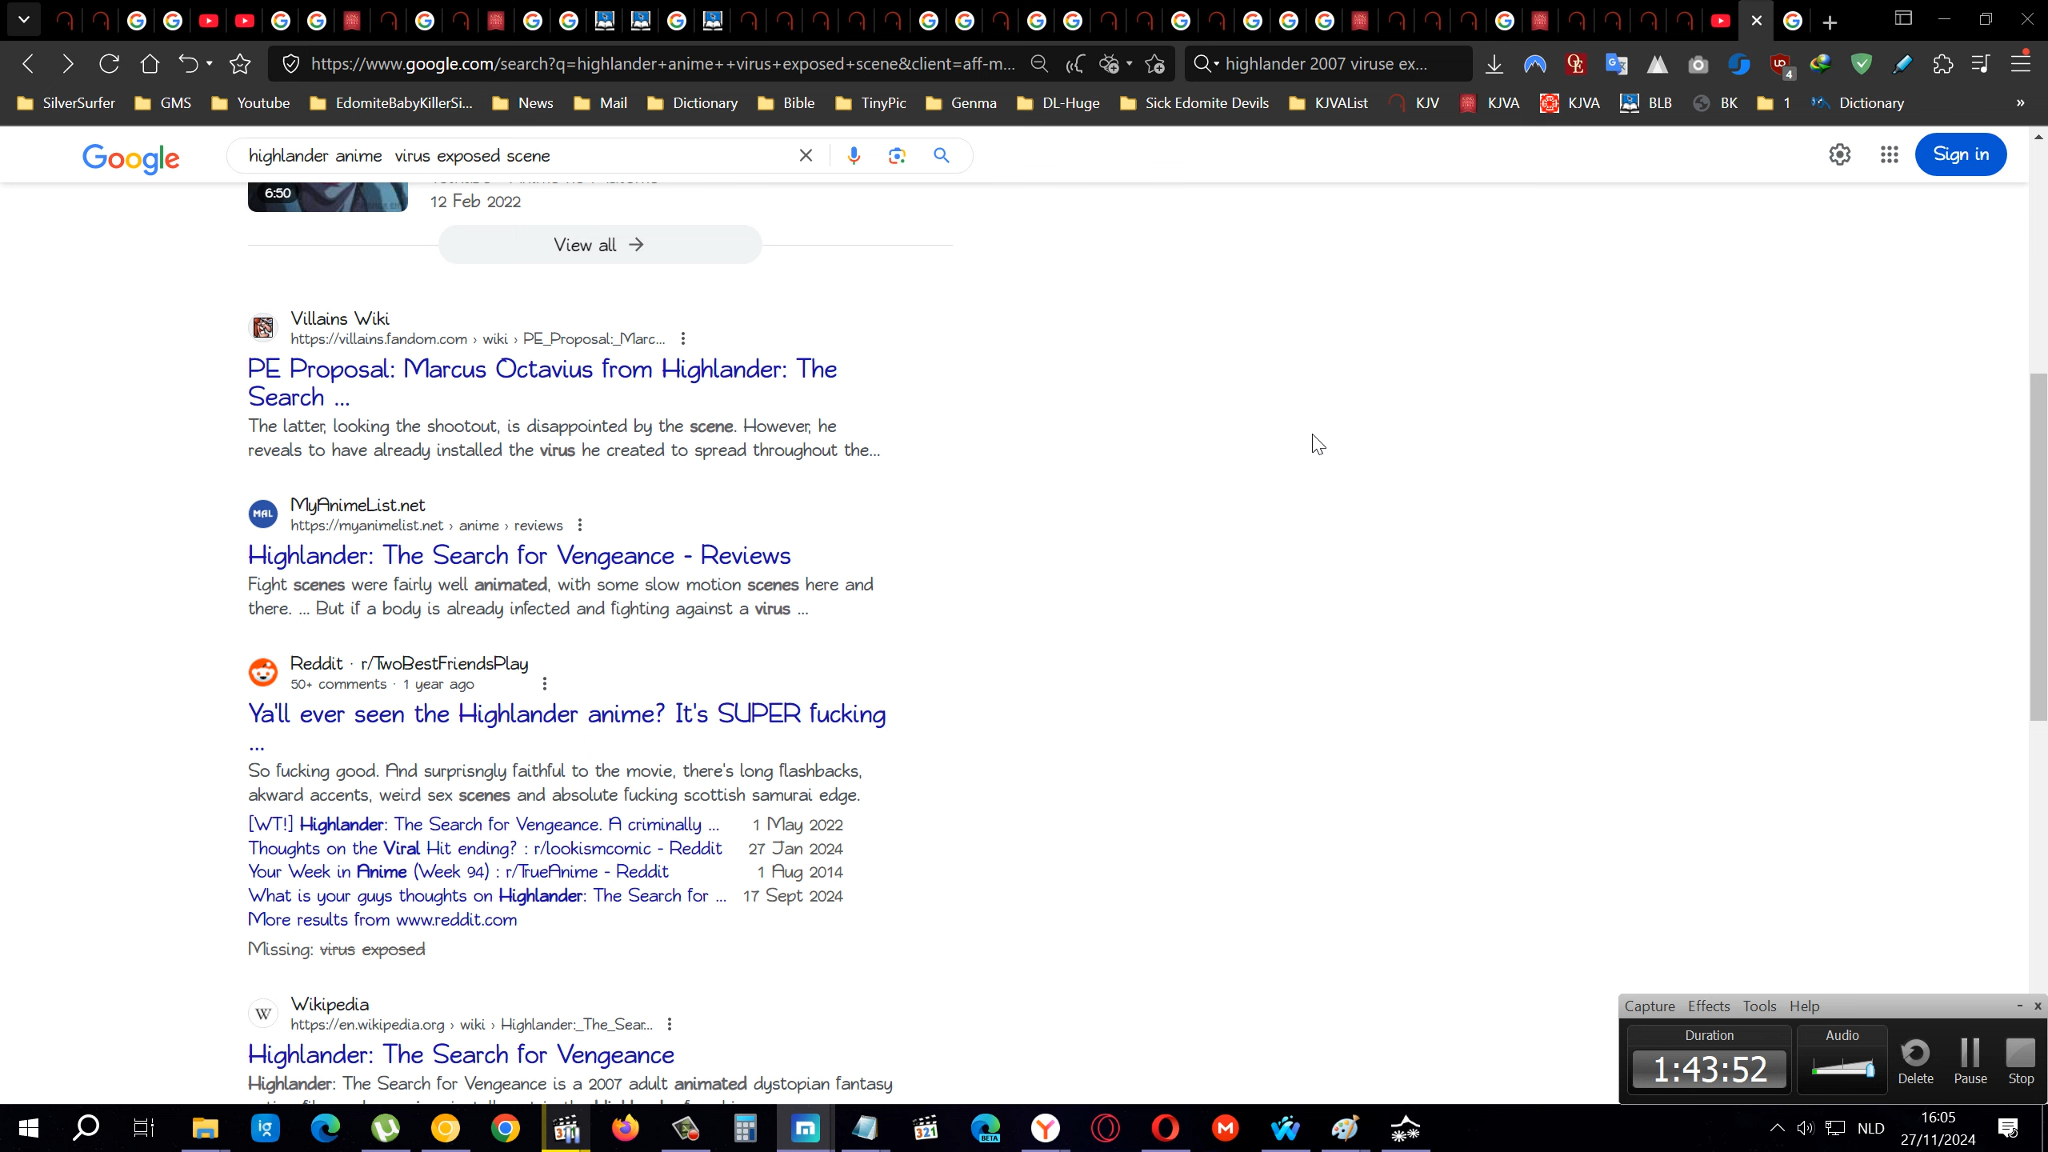 https://www.google.com/search?q=highlander+anime++virus+exposed+scene&client=aff-m...
highlander 2007 viruse ex...
4
SilverSurfer
GMS
Youtube
EdomiteBabyKillerSi...
News
Mail
Dictionary
Bible
TinyPic
Genma
DL-Huge
Sick Edomite Devils
KJVAList
KJV
KJVA
KJVA
BLB
BK
1
Dictionary
»
Google
highlander anime  virus exposed scene
Sign in
6:50
12 Feb 2022
View all →
Villains Wiki
https://villains.fandom.com › wiki › PE_Proposal:_Marc...
PE Proposal: Marcus Octavius from Highlander: The
Search ...
The latter, looking the shootout, is disappointed by the scene. However, he
reveals to have already installed the virus he created to spread throughout the...
MAL
MyAnimeList.net
https://myanimelist.net › anime › reviews
Highlander: The Search for Vengeance - Reviews
Fight scenes were fairly well animated, with some slow motion scenes here and
there. ... But if a body is already infected and fighting against a virus ...
Reddit · r/TwoBestFriendsPlay
50+ comments · 1 year ago
Ya'll ever seen the Highlander anime? It's SUPER fucking
...
So fucking good. And surprisngly faithful to the movie, there's long flashbacks,
akward accents, weird sex scenes and absolute fucking scottish samurai edge.
[WT!] Highlander: The Search for Vengeance. A criminally ... 1 May 2022
Thoughts on the Viral Hit ending? : r/lookismcomic - Reddit 27 Jan 2024
Your Week in Anime (Week 94) : r/TrueAnime - Reddit 1 Aug 2014
What is your guys thoughts on Highlander: The Search for ... 17 Sept 2024
More results from www.reddit.com
Missing: virus exposed
W
Wikipedia
https://en.wikipedia.org › wiki › Highlander:_The_Sear...
Highlander: The Search for Vengeance
Highlander: The Search for Vengeance is a 2007 adult animated dystopian fantasy
Capture Effects Tools Help
Duration
1:43:52
Audio
Delete
Pause
Stop
ig
321
BETA
NLD
16:05
27/11/2024